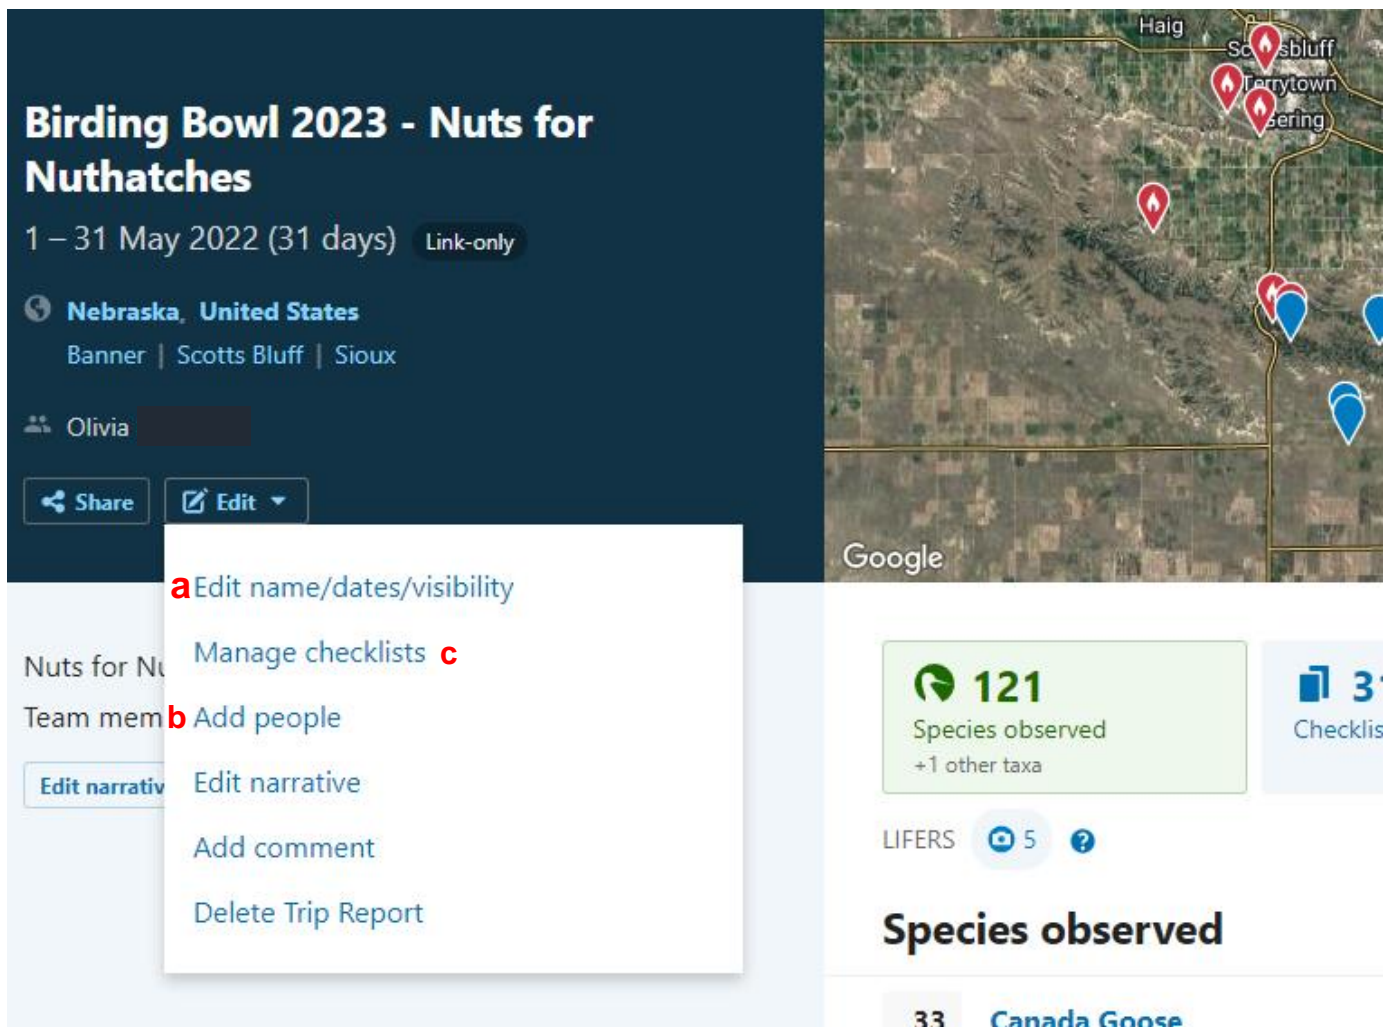 Birding Bowl 2023 - Nuts for
Nuthatches
1 – 31 May 2022 (31 days) Link-only
Nebraska, United States
Banner | Scotts Bluff | Sioux
Olivia
Share Edit
a Edit name/dates/visibility
Manage checklists c
b Add people
Edit narrative
Add comment
Delete Trip Report
Nuts for Nu
Team mem
Edit narrativ
Haig
Scottsbluff
Terrytown
Gering
Google
121
Species observed
+1 other taxa
31
Checklis
LIFERS 5 ?
Species observed
33 Canada Goose